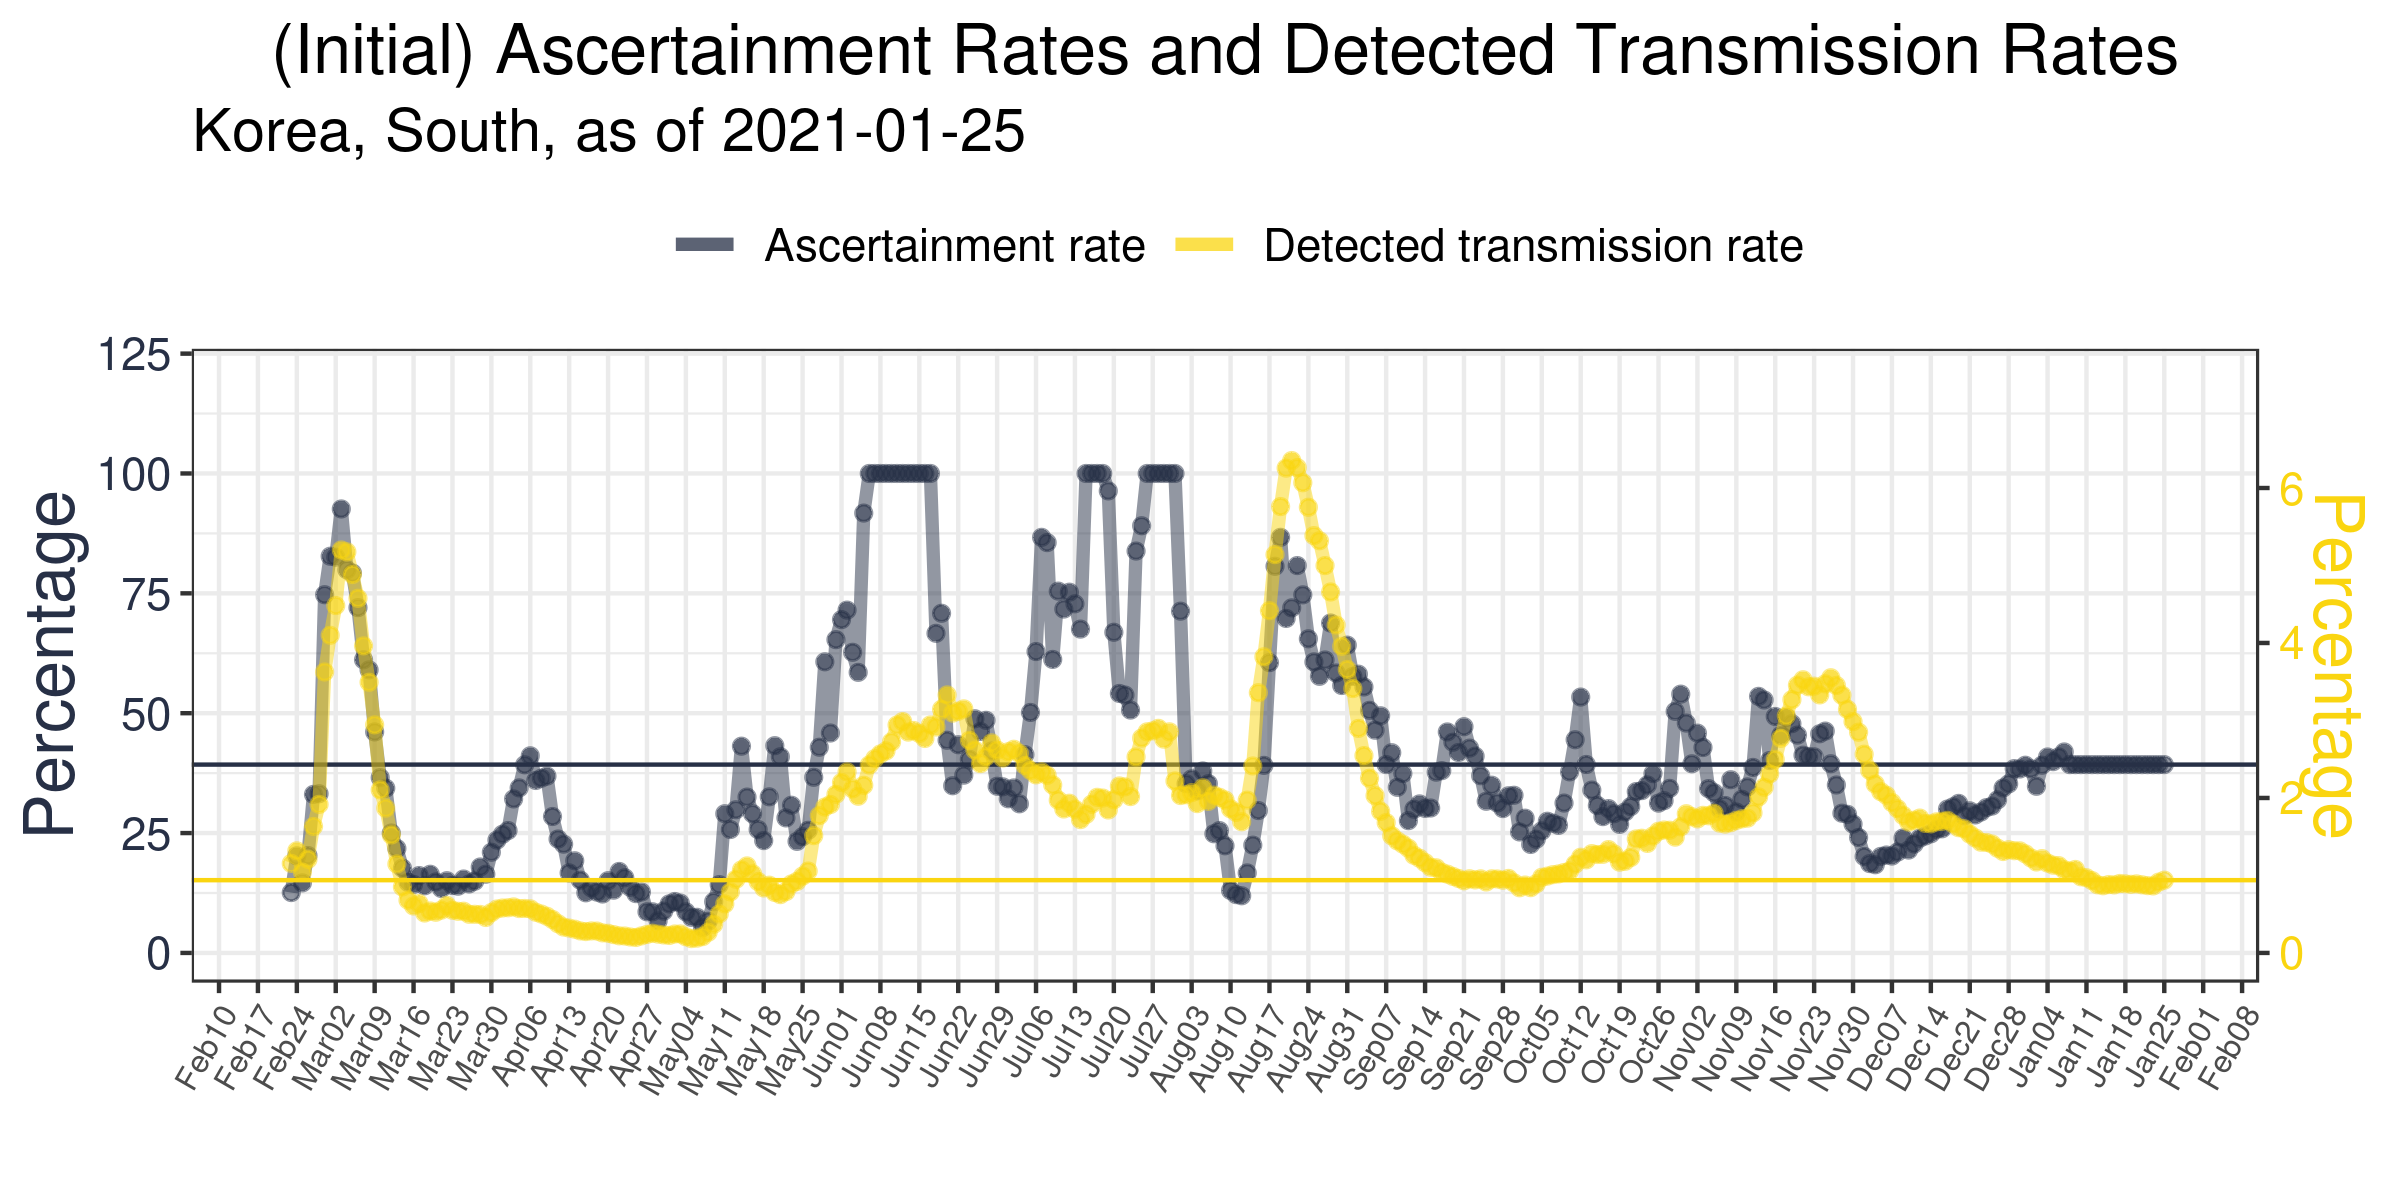 (Initial) Ascertainment Rates and Detected Transmission Rates
Korea, South, as of 2021-01-25
Ascertainment rate Detected transmission rate
125
100
75
50
25
0
Percentage
6
4
2
0
Percentage
Feb10 Feb17 Feb24 Mar02 Mar09 Mar16 Mar23 Mar30 Apr06 Apr13 Apr20 Apr27 May04 May11 May18 May25 Jun01 Jun08 Jun15 Jun22 Jun29 Jul06 Jul13 Jul20 Jul27 Aug03 Aug10 Aug17 Aug24 Aug31 Sep07 Sep14 Sep21 Sep28 Oct05 Oct12 Oct19 Oct26 Nov02 Nov09 Nov16 Nov23 Nov30 Dec07 Dec14 Dec21 Dec28 Jan04 Jan11 Jan18 Jan25 Feb01 Feb08